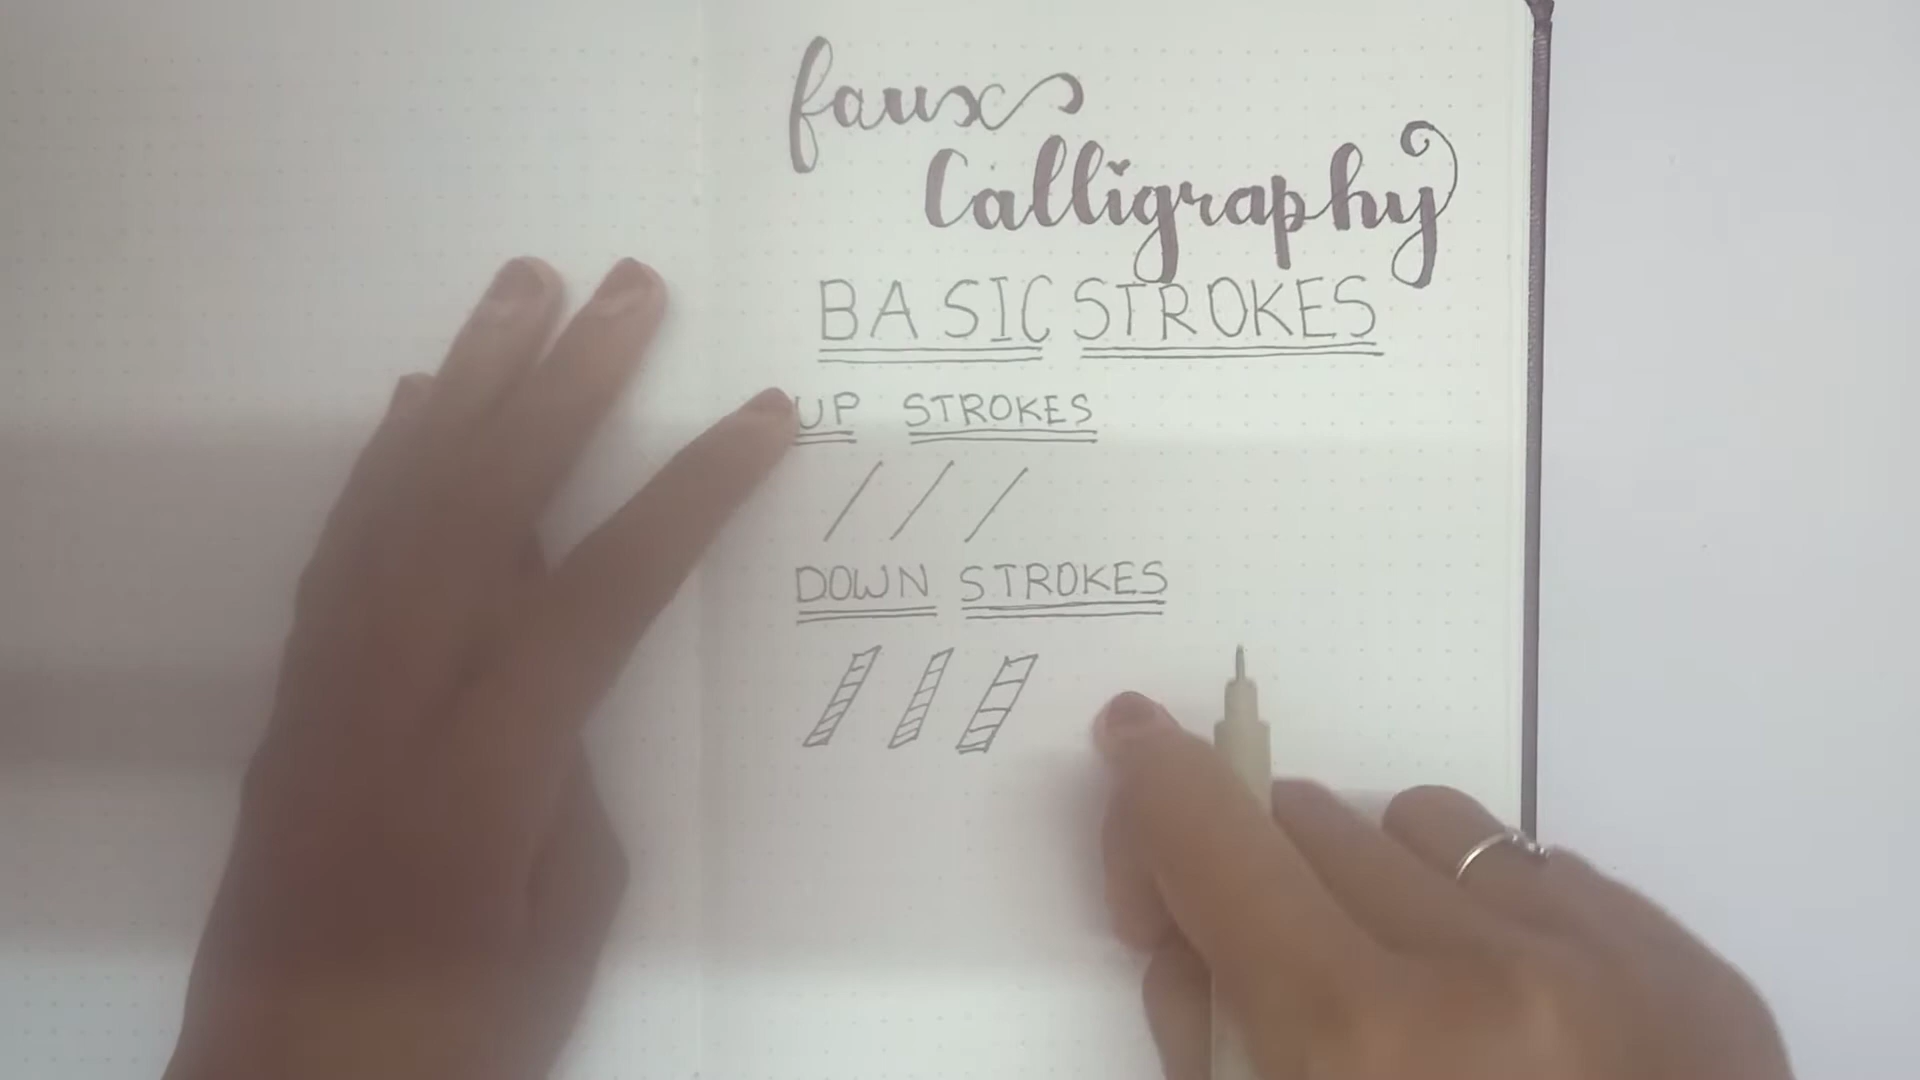 faux
Calligraphy
BASIC STROKES
UP STROKES
DOWN STROKES